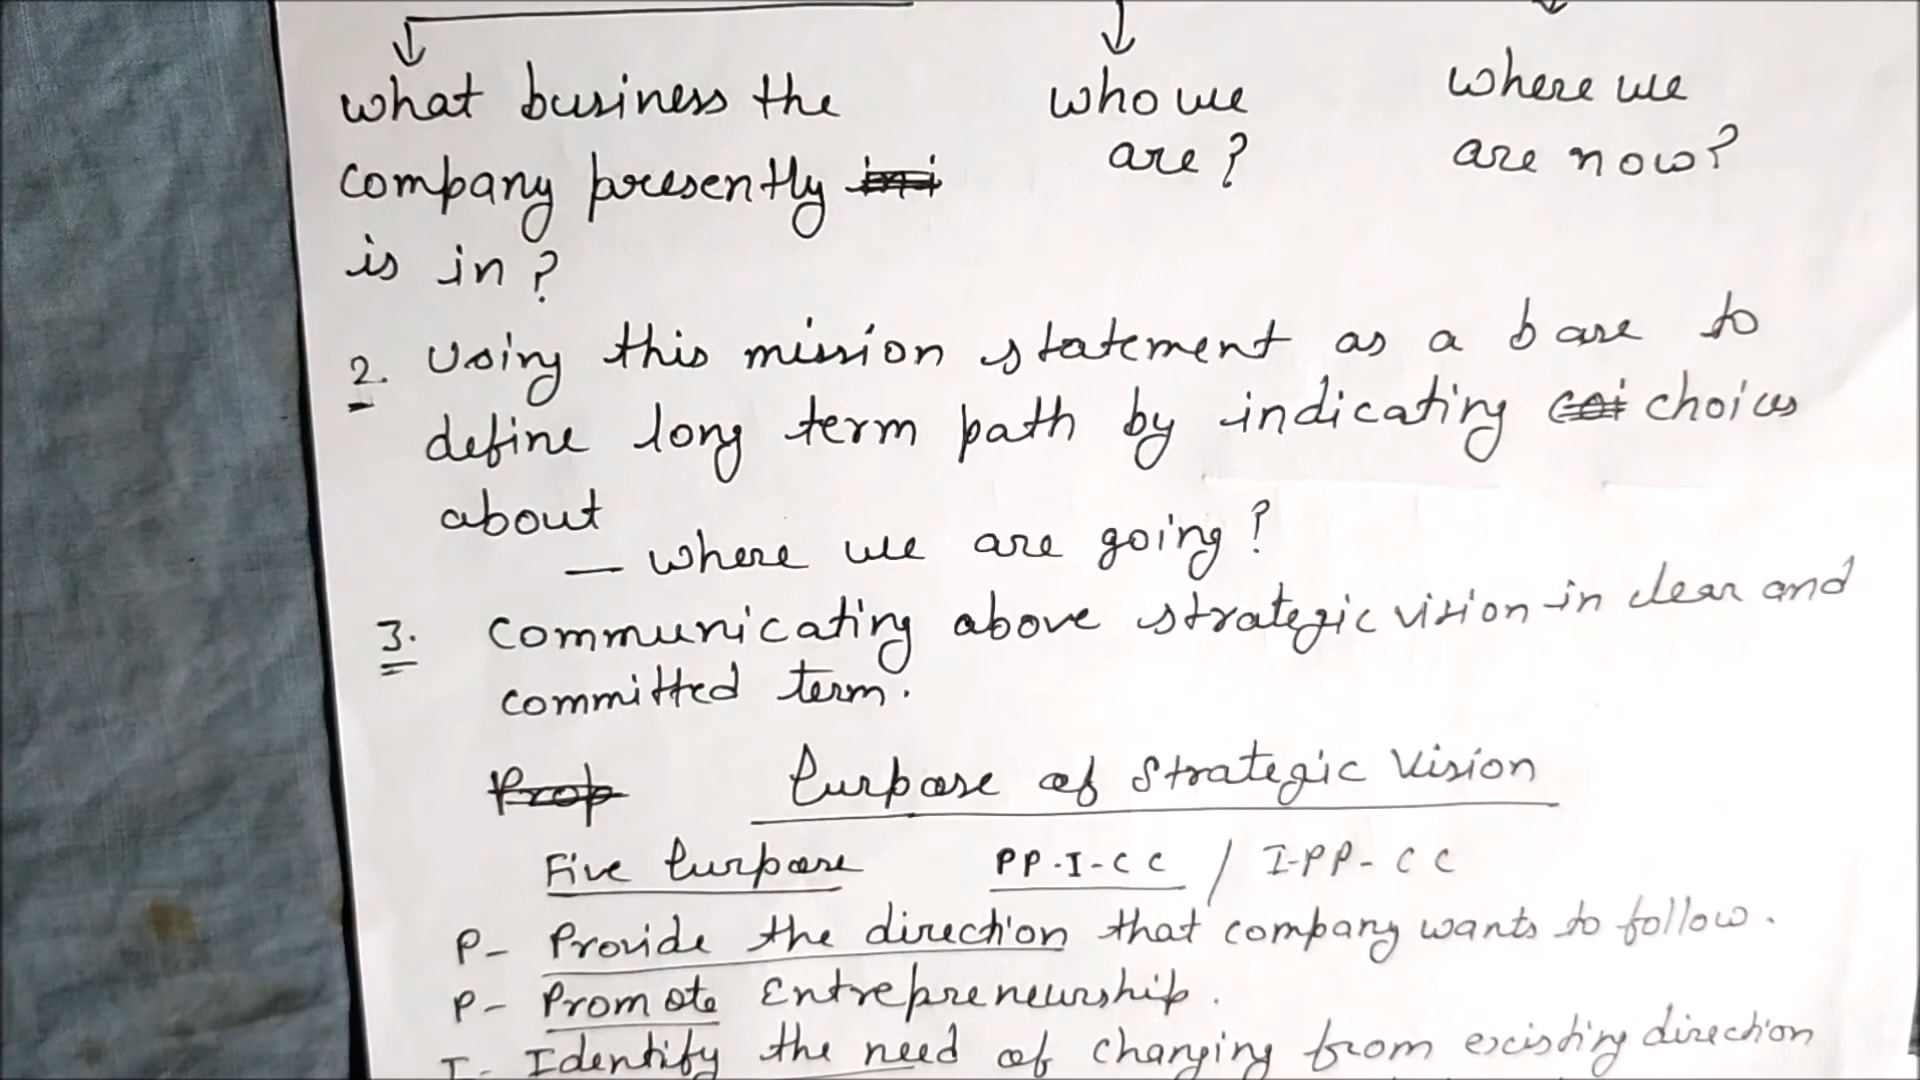 what business the
company presently
is in?
who we
are?
where we
are now?
2. Using this mission statement as a base to
define long term path by indicating choices
about
— where we are going?
3. Communicating above strategic vision in clear and
committed term.
Prop Purpose of Strategic Vision
Five Purpose PP-I-CC / I-PP-CC
P- Provide the direction that company wants to follow.
P- Promote Entrepreneurship.
I- Identify the need of changing from existing direction